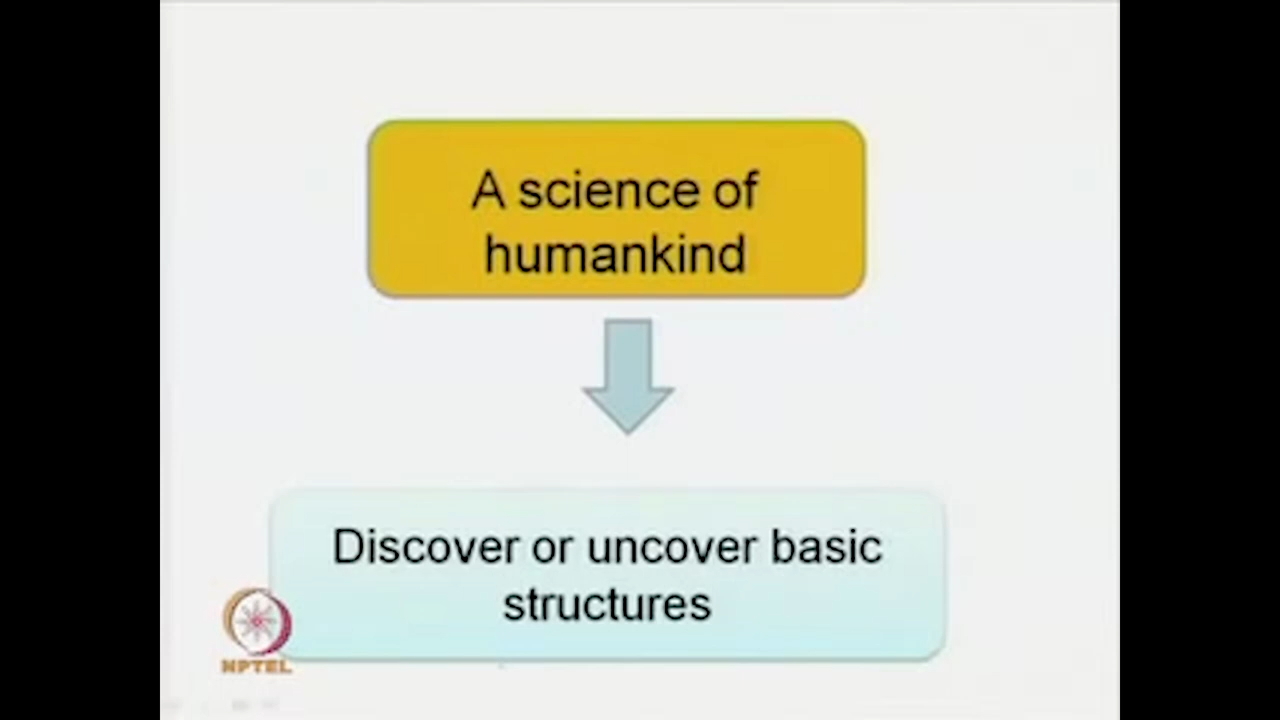 A science of
humankind
Discover or uncover basic
structures
NPTEL